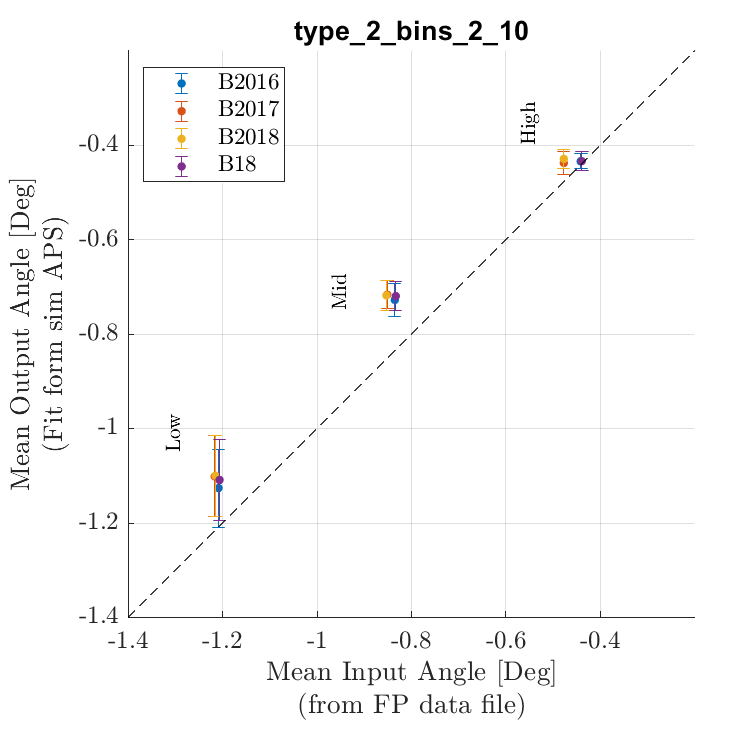 type_2_bins_2_10
B2016
B2017
B2018
B18
High
Mid
Low
-0.4
-0.6
-0.8
-1
-1.2
-1.4
Mean Output Angle [Deg]
(Fit form sim APS)
-1.4 -1.2 -1 -0.8 -0.6 -0.4
Mean Input Angle [Deg]
(from FP data file)